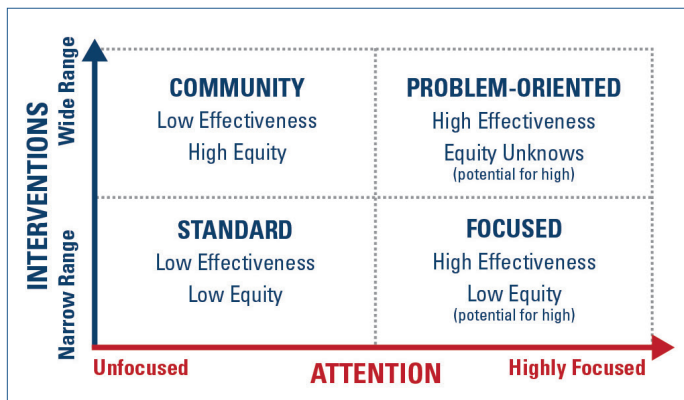 INTERVENTIONS
Wide Range
Narrow Range
COMMUNITY
Low Effectiveness
High Equity
PROBLEM-ORIENTED
High Effectiveness
Equity Unknows
(potential for high)
STANDARD
Low Effectiveness
Low Equity
FOCUSED
High Effectiveness
Low Equity
(potential for high)
Unfocused
ATTENTION
Highly Focused